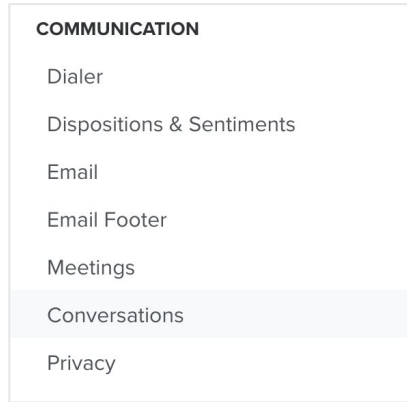 COMMUNICATION
Dialer
Dispositions & Sentiments
Email
Email Footer
Meetings
Conversations
Privacy